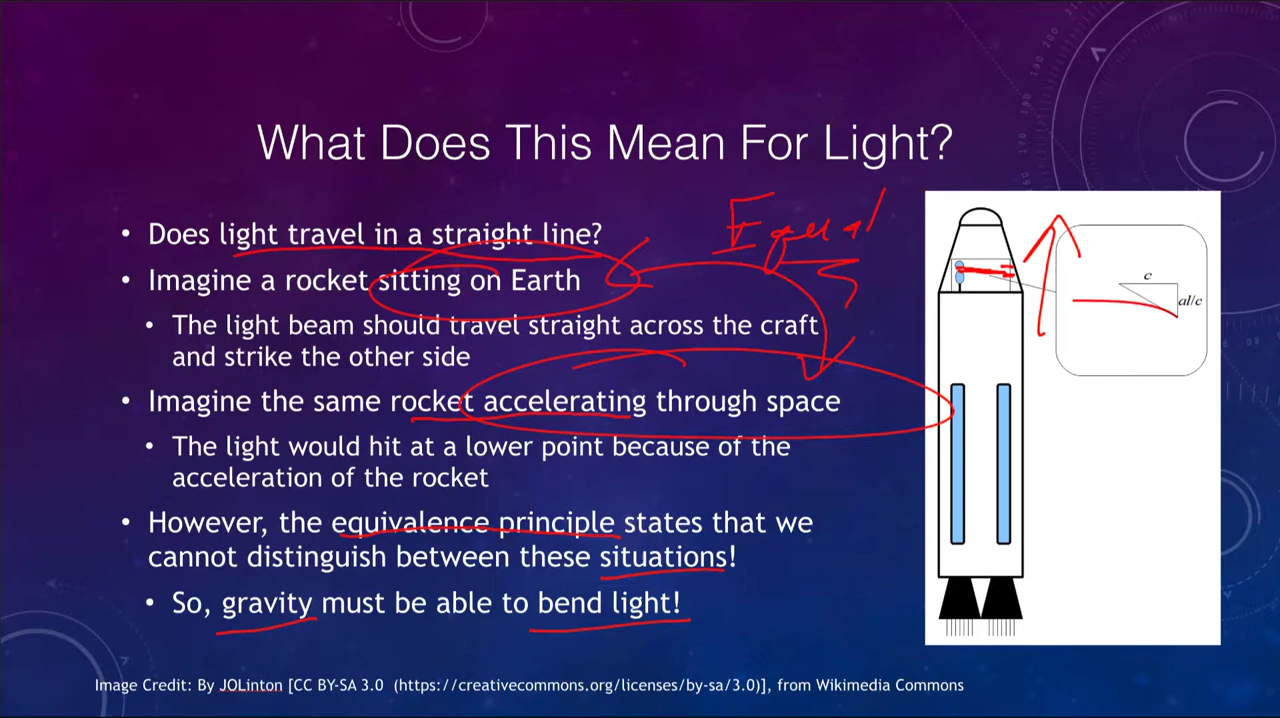 What Does This Mean For Light?
• Does light travel in a straight line?
• Imagine a rocket sitting on Earth
• The light beam should travel straight across the craft
and strike the other side
• Imagine the same rocket accelerating through space
• The light would hit at a lower point because of the
acceleration of the rocket
• However, the equivalence principle states that we
cannot distinguish between these situations!
• So, gravity must be able to bend light!
Equal
c
al/c
Image Credit: By JOLinton [CC BY-SA 3.0 (https://creativecommons.org/licenses/by-sa/3.0)], from Wikimedia Commons